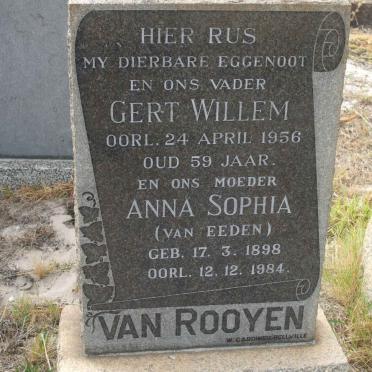 HIER RUS
MY DIERBARE EGGENOOT
EN ONS VADER
GERT WILLEM
OORL. 24 APRIL 1956
OUD 59 JAAR.
EN ONS MOEDER
ANNA SOPHIA
(VAN EEDEN)
GEB. 17. 3. 1898
OORL. 12. 12. 1984.
VAN ROOYEN